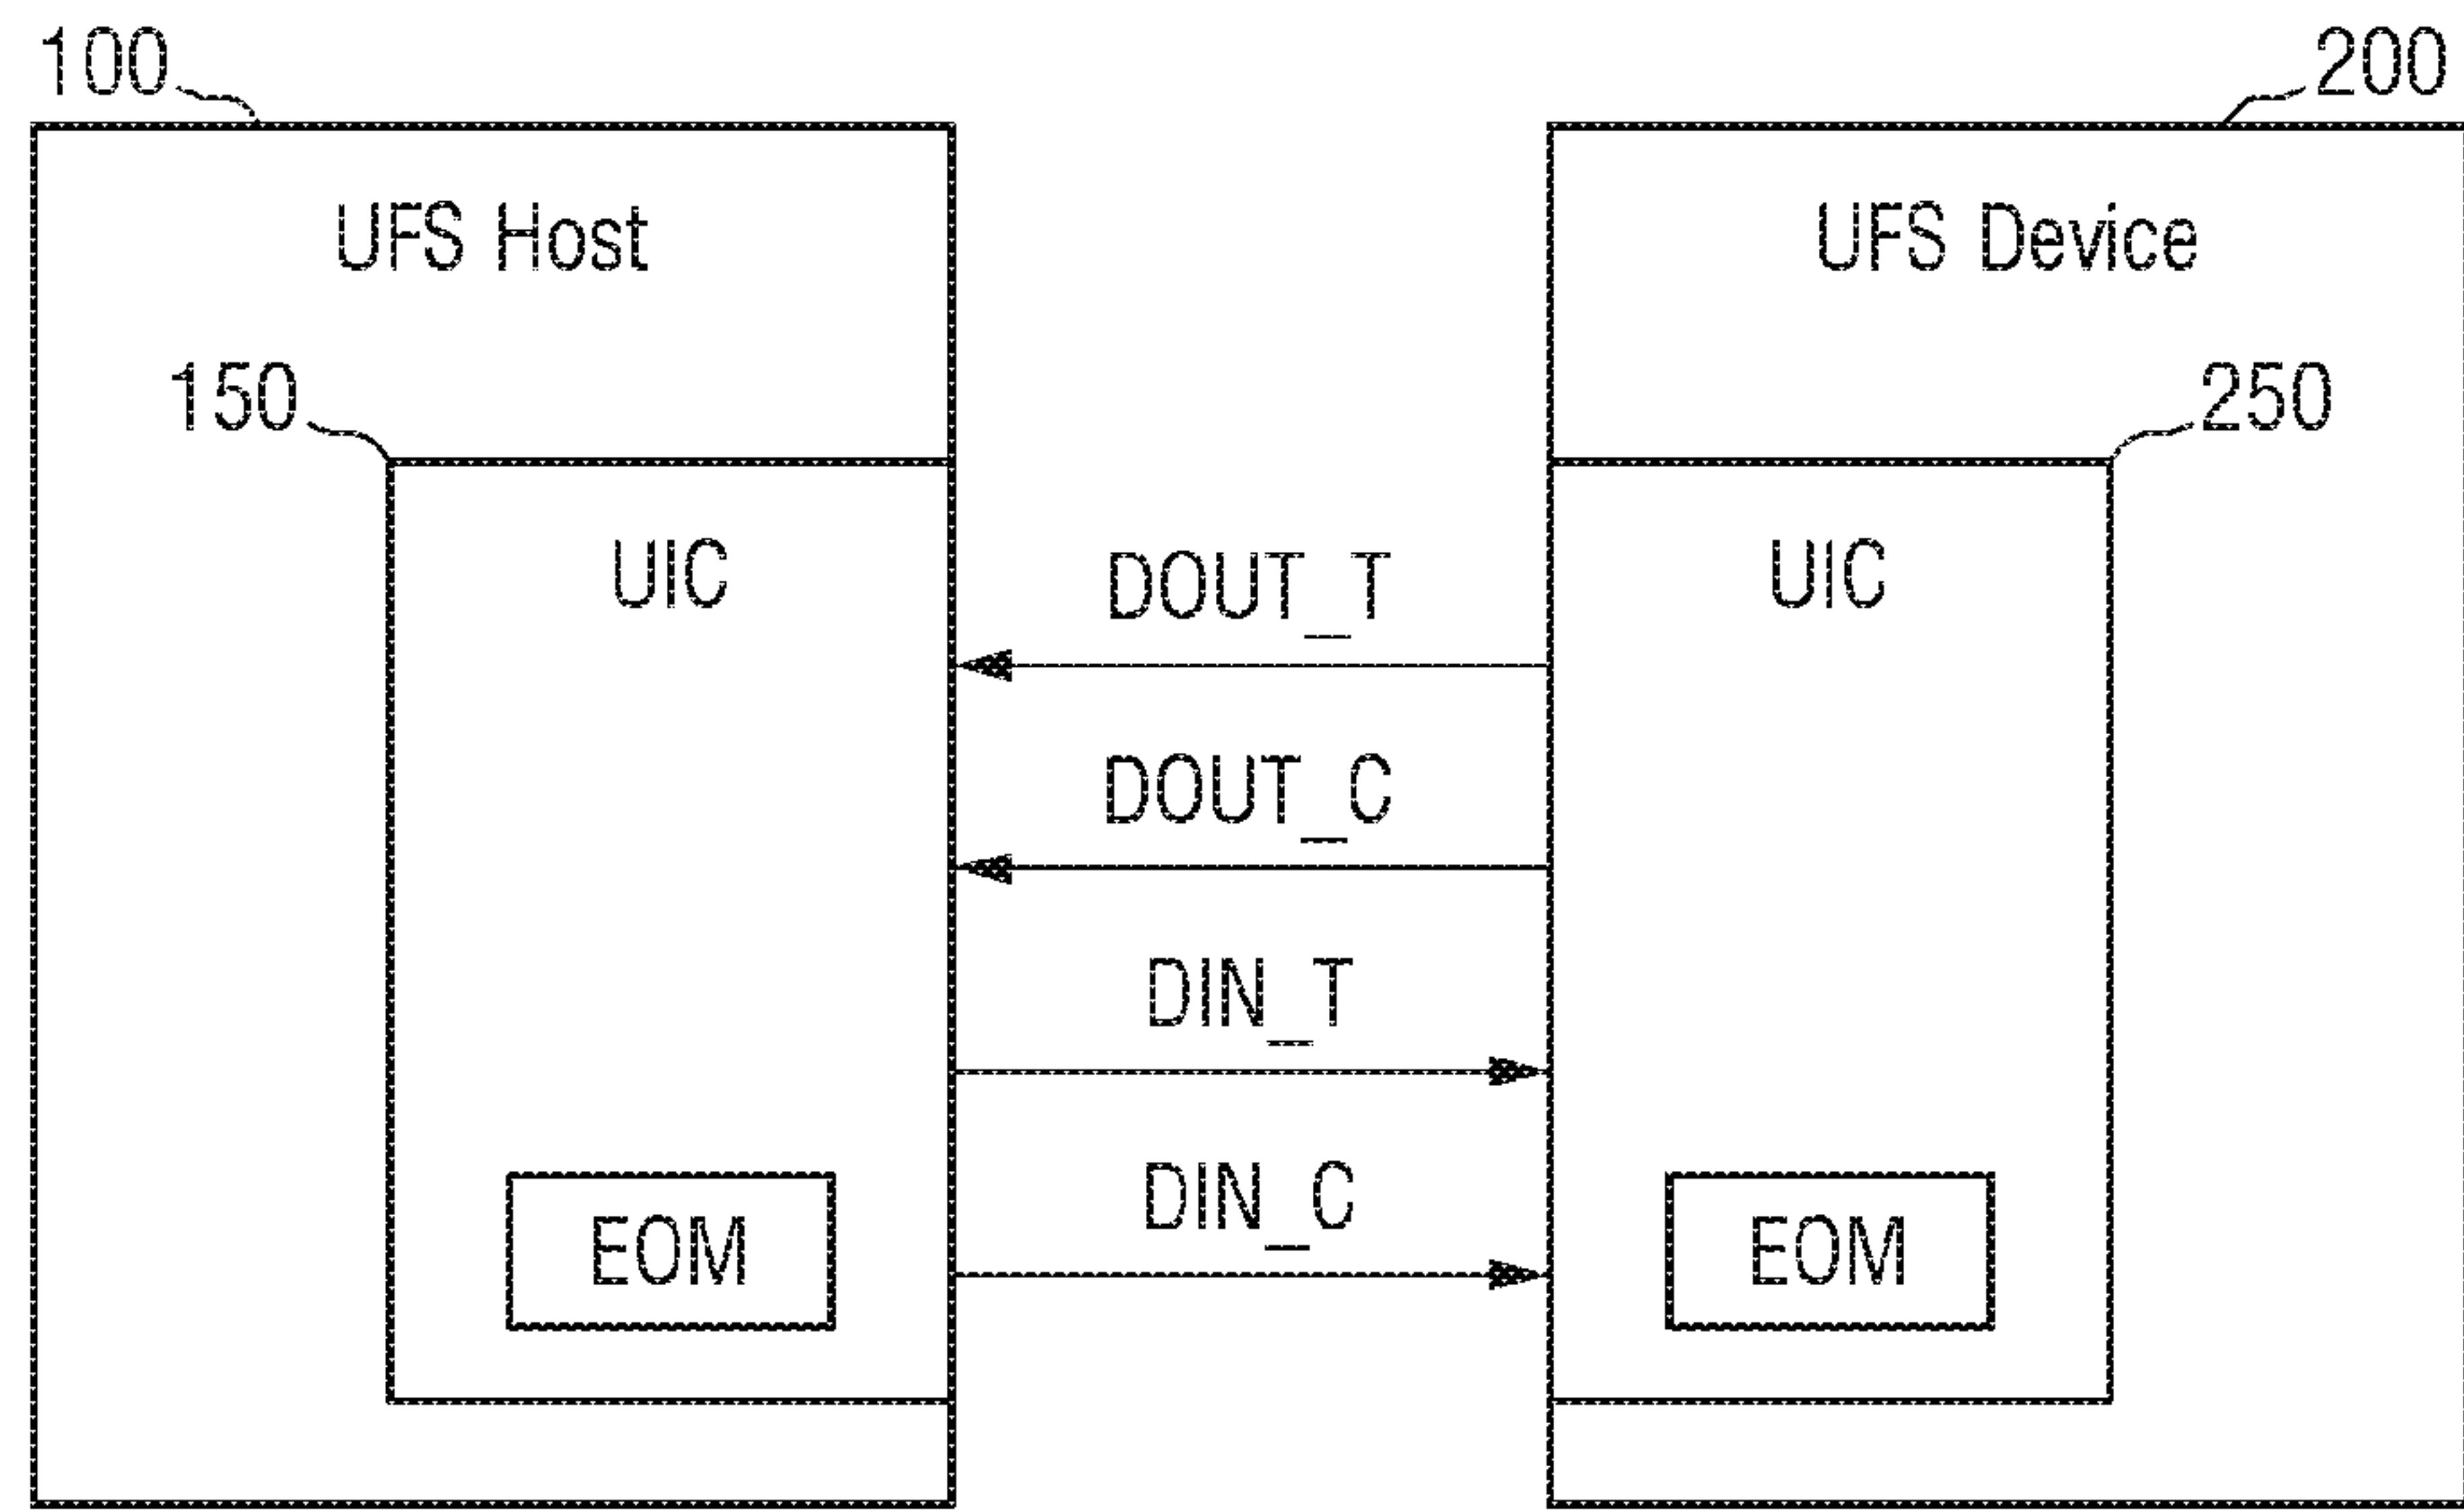 100
200
UFS Host
UFS Device
150
250
UIC
UIC
DOUT_T
DOUT_C
DIN_T
DIN_C
EOM
EOM